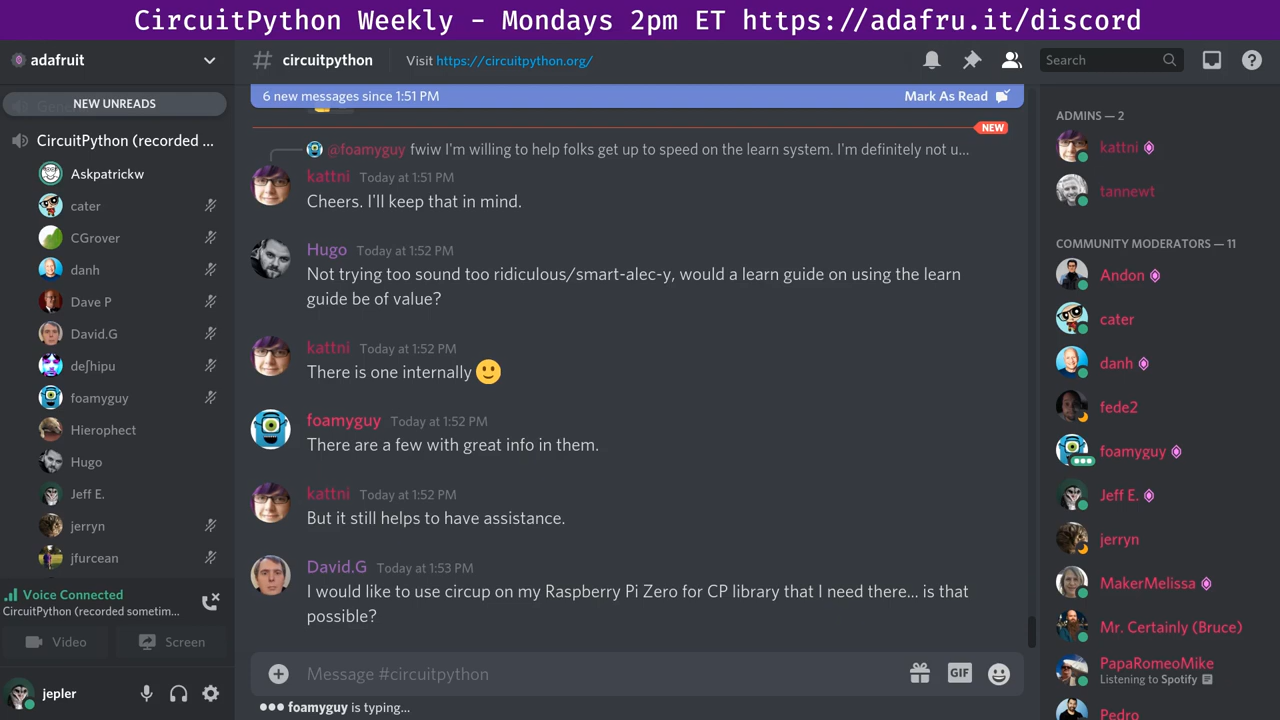 CircuitPython Weekly - Mondays 2pm ET https://adafru.it/discord
adafruit
# circuitpython
Visit https://circuitpython.org/
Search
NEW UNREADS
CircuitPython (recorded ...
Askpatrickw
cater
CGrover
danh
Dave P
David.G
deʃhipu
foamyguy
Hierophect
Hugo
Jeff E.
jerryn
jfurcean
Voice Connected
CircuitPython (recorded sometim...
Video
Screen
jepler
6 new messages since 1:51 PM
Mark As Read
NEW
@foamyguy fwiw I'm willing to help folks get up to speed on the learn system. I'm definitely not u...
kattni Today at 1:51 PM
Cheers. I'll keep that in mind.
Hugo Today at 1:52 PM
Not trying too sound too ridiculous/smart-alec-y, would a learn guide on using the learn
guide be of value?
kattni Today at 1:52 PM
There is one internally 🙂
foamyguy Today at 1:52 PM
There are a few with great info in them.
kattni Today at 1:52 PM
But it still helps to have assistance.
David.G Today at 1:53 PM
I would like to use circup on my Raspberry Pi Zero for CP library that I need there... is that
possible?
Message #circuitpython
GIF
foamyguy is typing...
ADMINS — 2
kattni
tannewt
COMMUNITY MODERATORS — 11
Andon
cater
danh
fede2
foamyguy
Jeff E.
jerryn
MakerMelissa
Mr. Certainly (Bruce)
PapaRomeoMike
Listening to Spotify
Pedro